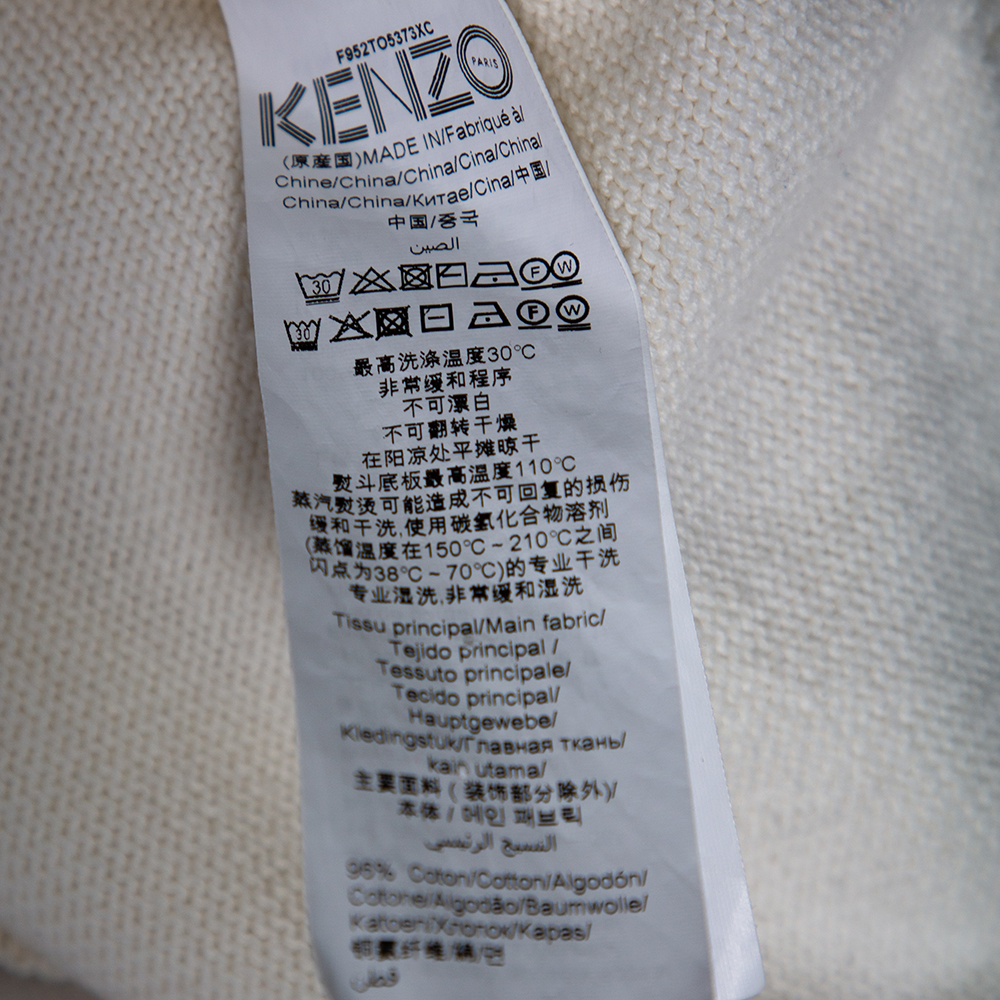 F952TO5373XC
KENZO PARIS
(原産国)MADE IN/Fabriqué à/
Chine/China/China/Cina/China/
China/China/Китае/Cina/中国/
中国/중국
الصين
30 F W
30 F W
最高洗涤温度30°C
非常缓和程序
不可漂白
不可翻转干燥
在阳凉处平摊晾干
熨斗底板最高温度110°C
蒸汽熨烫可能造成不可回复的损伤
缓和干洗,使用碳氢化合物溶剂
(蒸馏温度在150°C ~ 210°C之间
闪点为38°C ~ 70°C)的专业干洗
专业湿洗,非常缓和湿洗
Tissu principal/Main fabric/
Tejido principal /
Tessuto principale/
Tecido principal/
Hauptgewebe/
Kledingstuk/Главная ткань/
kain utama/
主要面料 ( 装饰部分除外)/
本体 / 메인 패브릭
النسيج الرئيسي
96% Coton/Cotton/Algodón/
Cotone/Algodão/Baumwolle/
Katoen/Хлопок/Kapas/
棉纤维/綿/면
قطن